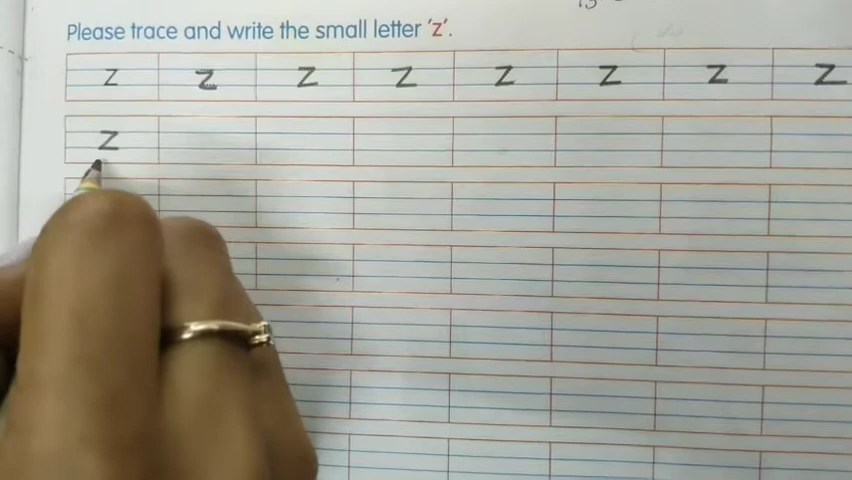 Please trace and write the small letter 'z'.
z z z z z z z z
z